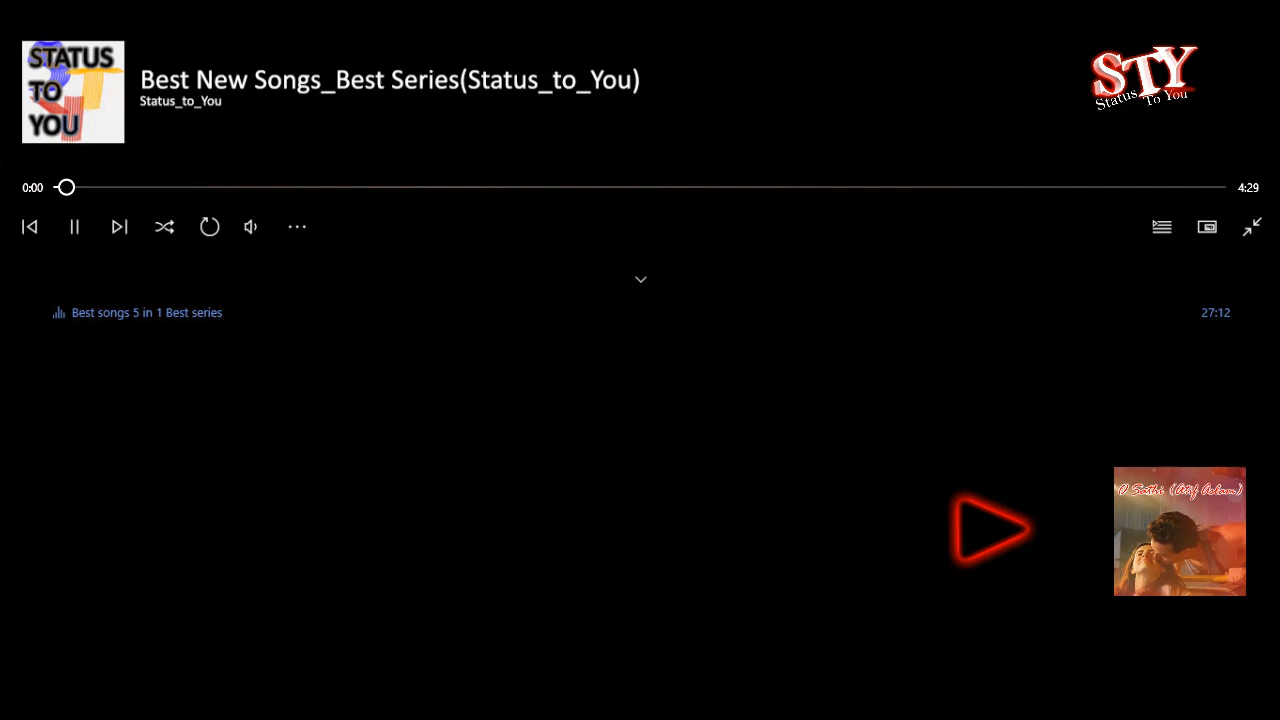 STATUS
TO
YOU
Best New Songs_Best Series(Status_to_You)
Status_to_You
STY
Status To You
0:00
4:29
Best songs 5 in 1 Best series
27:12
O Sathi (Atif Aslam)